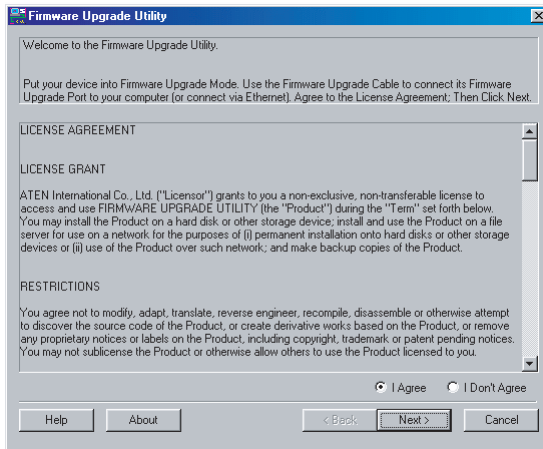 Firmware Upgrade Utility
Welcome to the Firmware Upgrade Utility.
Put your device into Firmware Upgrade Mode. Use the Firmware Upgrade Cable to connect its Firmware
Upgrade Port to your computer (or connect via Ethernet). Agree to the License Agreement; Then Click Next.
LICENSE AGREEMENT
LICENSE GRANT
ATEN International Co., Ltd. ("Licensor") grants to you a non-exclusive, non-transferable license to
access and use FIRMWARE UPGRADE UTILITY (the "Product") during the "Term" set forth below.
You may install the Product on a hard disk or other storage device; install and use the Product on a file
server for use on a network for the purposes of (i) permanent installation onto hard disks or other storage
devices or (ii) use of the Product over such network; and make backup copies of the Product.
RESTRICTIONS
You agree not to modify, adapt, translate, reverse engineer, recompile, disassemble or otherwise attempt
to discover the source code of the Product, or create derivative works based on the Product, or remove
any proprietary notices or labels on the Product, including copyright, trademark or patent pending notices.
You may not sublicense the Product or otherwise allow others to use the Product licensed to you.
I Agree I Don't Agree
Help About < Back Next > Cancel